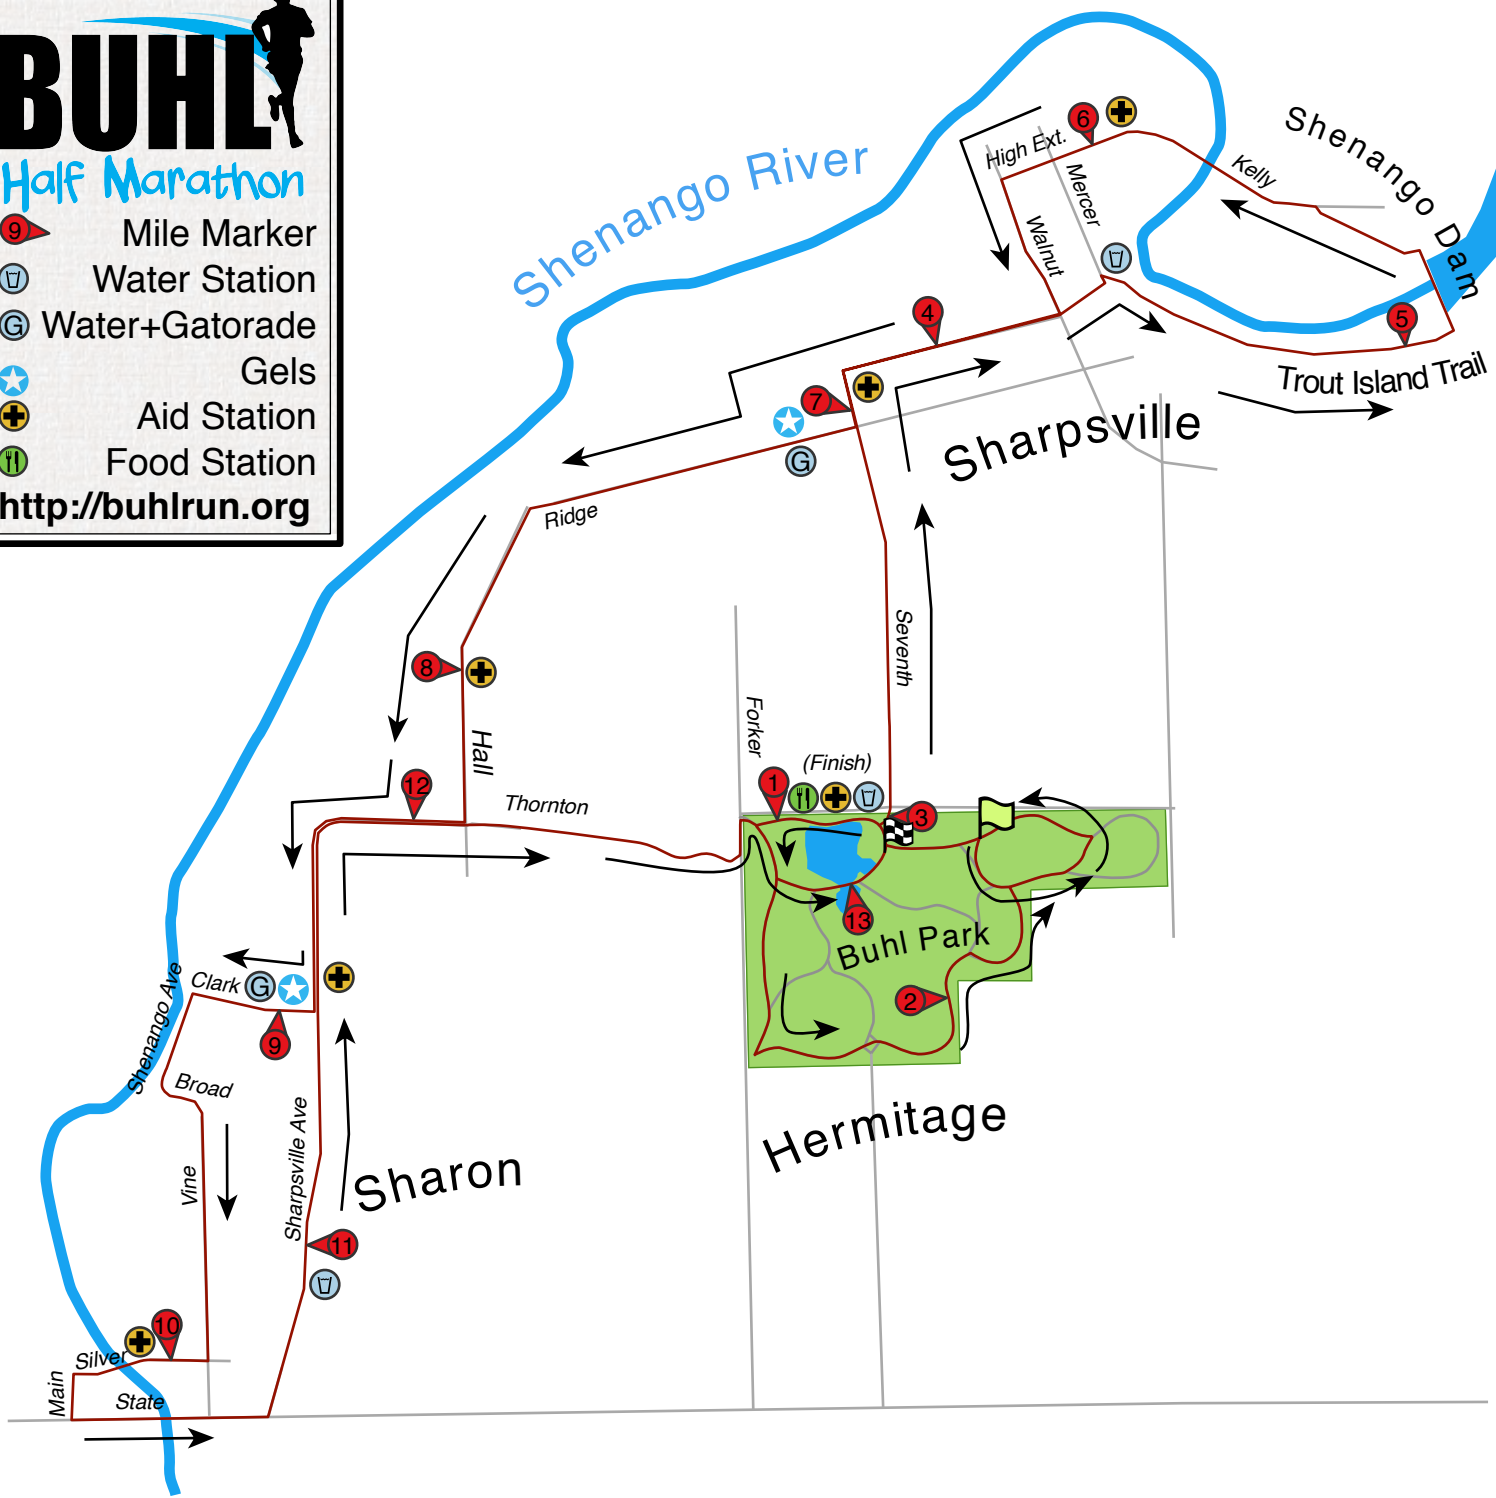 BUHL
Half Marathon
9
Mile Marker
Water Station
G
Water+Gatorade
Gels
Aid Station
Food Station
http://buhlrun.org
Shenango River
Shenango Dam
6
High Ext.
Kelly
Mercer
Walnut
4
5
Trout Island Trail
7
G
Sharpsville
Ridge
Seventh
8
Hall
Forker
(Finish)
12
1
3
Thornton
13
Buhl Park
2
Clark
G
Shenango Ave
9
Broad
Hermitage
Sharpsville Ave
Vine
Sharon
11
10
Silver
Main
State